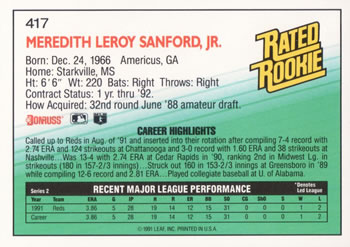 417
MEREDITH LEROY SANFORD, JR.
RATED
ROOKIE
Born: Dec. 24, 1966 Americus, GA
Home: Starkville, MS
Ht: 6'6" Wt: 220 Bats: Right Throws: Right
Contract Status: 1 yr. thru '92.
How Acquired: 32nd round June '88 amateur draft.
DONRUSS
CAREER HIGHLIGHTS
Called up to Reds in Aug. of '91 and inserted into their rotation after compiling 7-4 record with
2.74 ERA and 124 strikeouts at Chattanooga and 3-0 record with 1.60 ERA and 38 strikeouts
at Nashville... Was 13-4 with 2.74 ERA at Cedar Rapids in '90, ranking 2nd in Midwest Lg. in
strikeouts (180 in 157-2/3 innings)... Struck out 160 in 153-2/3 innings at Greensboro in '89
while compiling 12-6 record and 2.81 ERA... Played collegiate baseball at U. of Alabama.
Series 2 RECENT MAJOR LEAGUE PERFORMANCE *Denotes Led League
YEAR ERA G IP R ER SO BB GS S W L
1991 Reds 3.86 5 28 14 12 31 15 5 0 1 2
Career 3.86 5 28 14 12 31 15 5 0 1 2
©1991 LEAF, INC. PRINTED IN U.S.A.